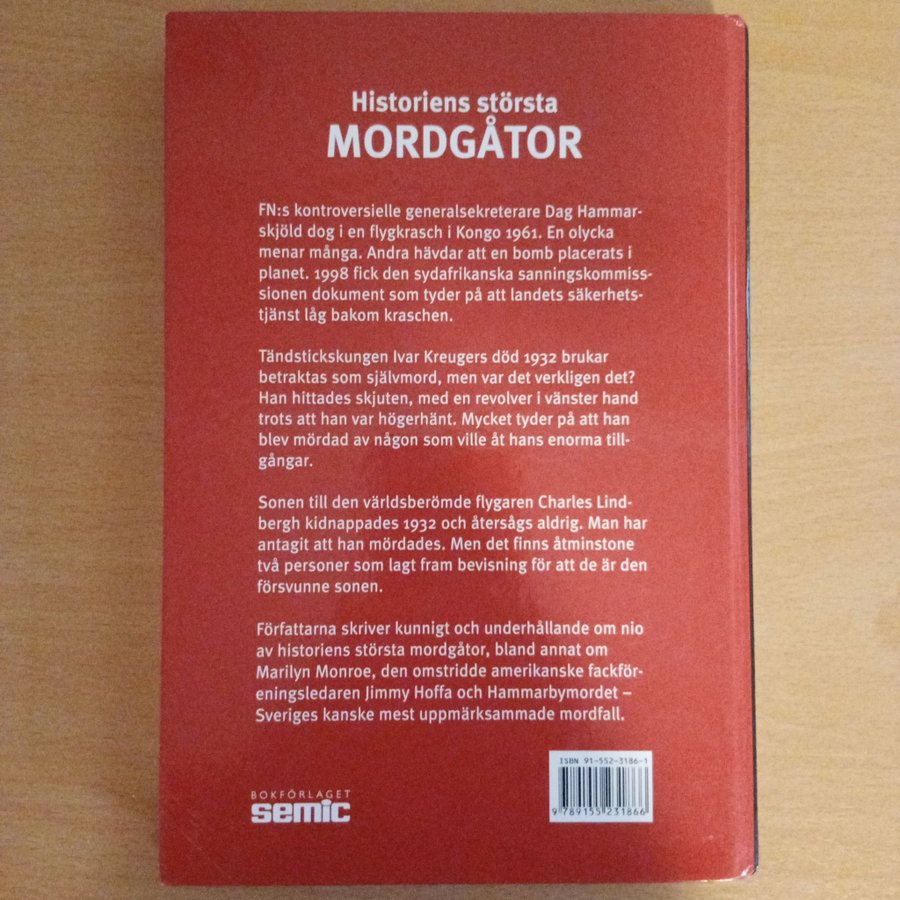 Historiens största
MORDGÅTOR
FN:s kontroversielle generalsekreterare Dag Hammar-
skjöld dog i en flygkrasch i Kongo 1961. En olycka
menar många. Andra hävdar att en bomb placerats i
planet. 1998 fick den sydafrikanska sanningskommiss-
sionen dokument som tyder på att landets säkerhets-
tjänst låg bakom kraschen.
Tändstickskungen Ivar Kreugers död 1932 brukar
betraktas som självmord, men var det verkligen det?
Han hittades skjuten, med en revolver i vänster hand
trots att han var högerhänt. Mycket tyder på att han
blev mördad av någon som ville åt hans enorma till-
gångar.
Sonen till den världsberömde flygaren Charles Lind-
bergh kidnappades 1932 och återsågs aldrig. Man har
antagit att han mördades. Men det finns åtminstone
två personer som lagt fram bevisning för att de är den
försvunne sonen.
Författarna skriver kunnigt och underhållande om nio
av historiens största mordgåtor, bland annat om
Marilyn Monroe, den omstridde amerikanske fackför-
eningsledaren Jimmy Hoffa och Hammarbymordet –
Sveriges kanske mest uppmärksammade mordfall.
ISBN 91-552-3186-1
9 789155 231866
BOKFÖRLAGET
semic